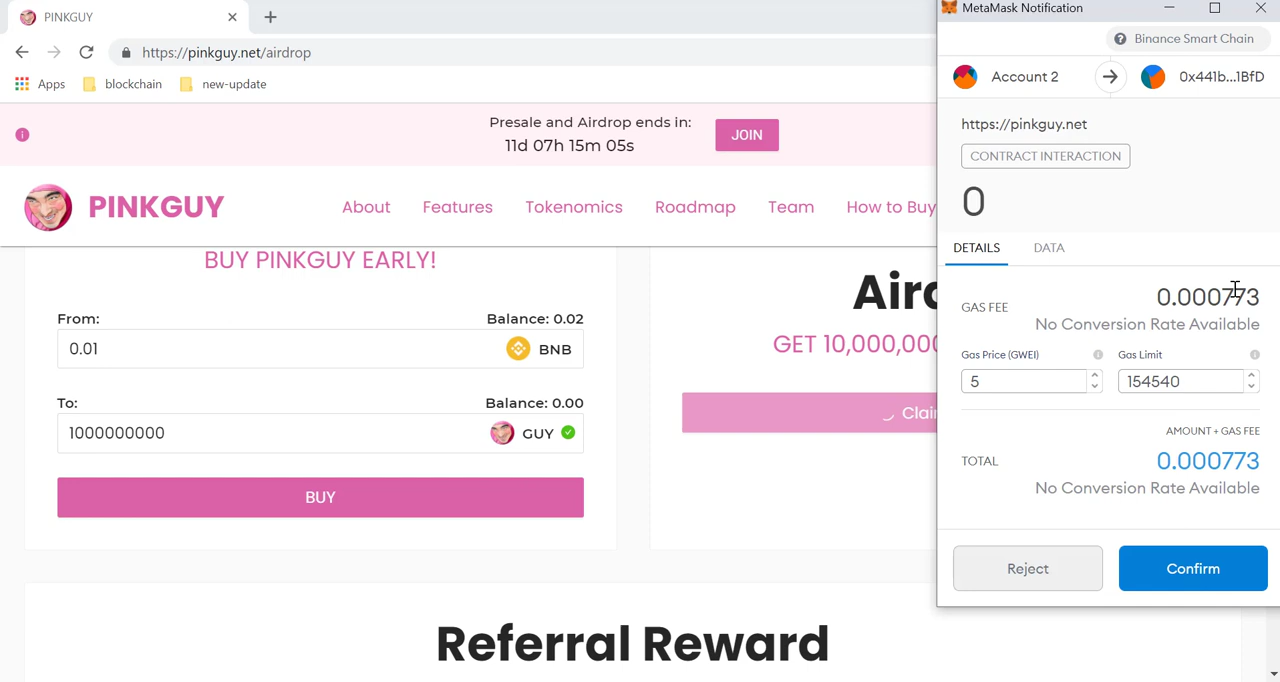 PINKGUY
https://pinkguy.net/airdrop
Apps blockchain new-update
Presale and Airdrop ends in:
11d 07h 15m 05s
JOIN
PINKGUY
About Features Tokenomics Roadmap Team How to Buy
BUY PINKGUY EARLY!
From: Balance: 0.02
0.01 BNB
To: Balance: 0.00
1000000000 GUY
BUY
GET 10,000,000
Referral Reward
MetaMask Notification
Binance Smart Chain
Account 2 0x441b...1BfD
https://pinkguy.net
CONTRACT INTERACTION
0
DETAILS DATA
GAS FEE 0.000773
No Conversion Rate Available
Gas Price (GWEI) Gas Limit
5 154540
AMOUNT + GAS FEE
TOTAL 0.000773
No Conversion Rate Available
Reject Confirm